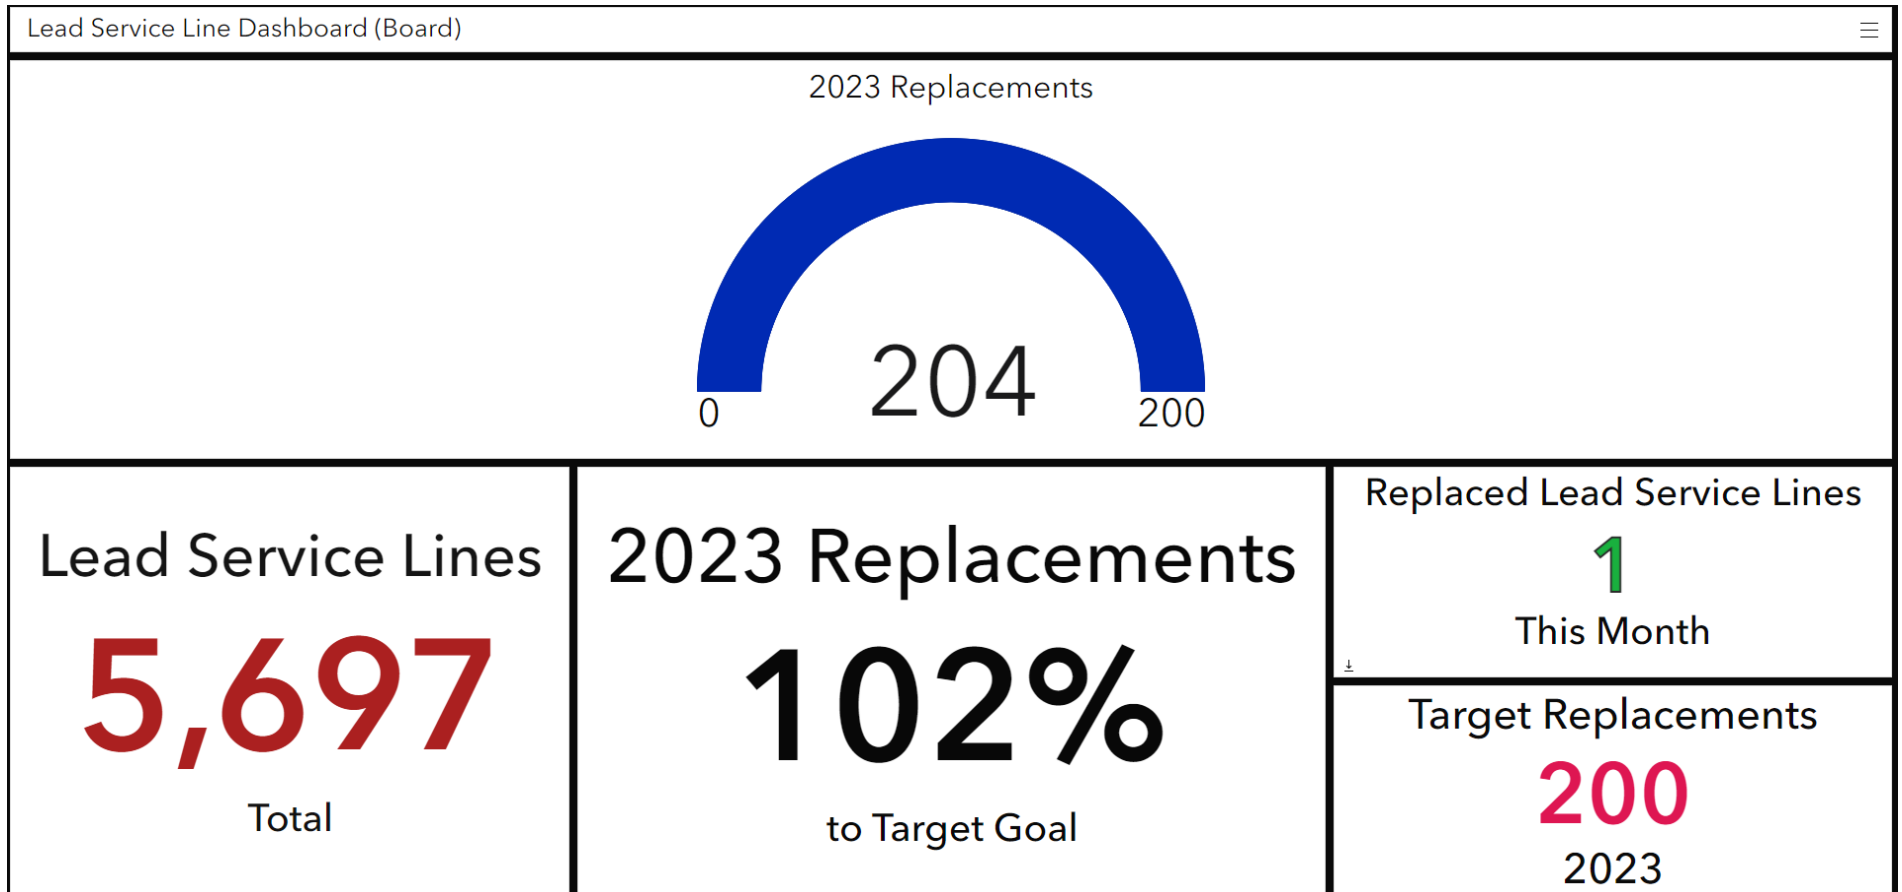 Lead Service Line Dashboard (Board)
2023 Replacements
204
0
200
Lead Service Lines
5,697
Total
2023 Replacements
102%
to Target Goal
Replaced Lead Service Lines
1
This Month
Target Replacements
200
2023